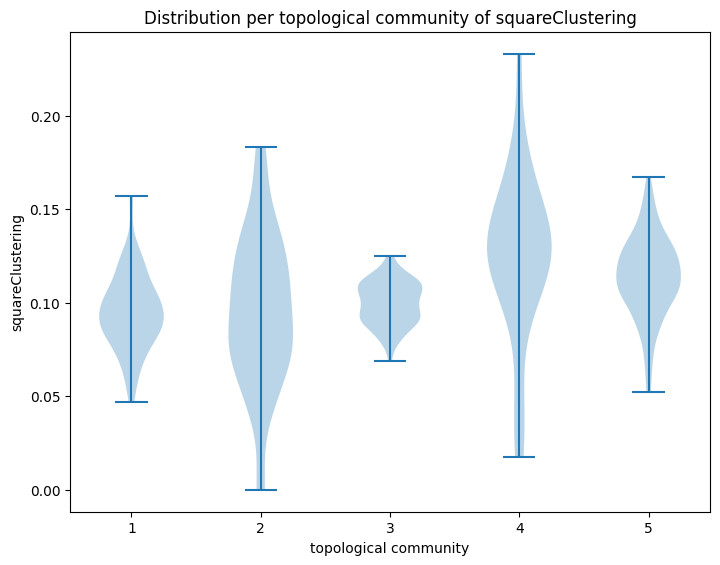 Distribution per topological community of squareClustering
squareClustering
0.20
0.15
0.10
0.05
0.00
1 2 3 4 5
topological community